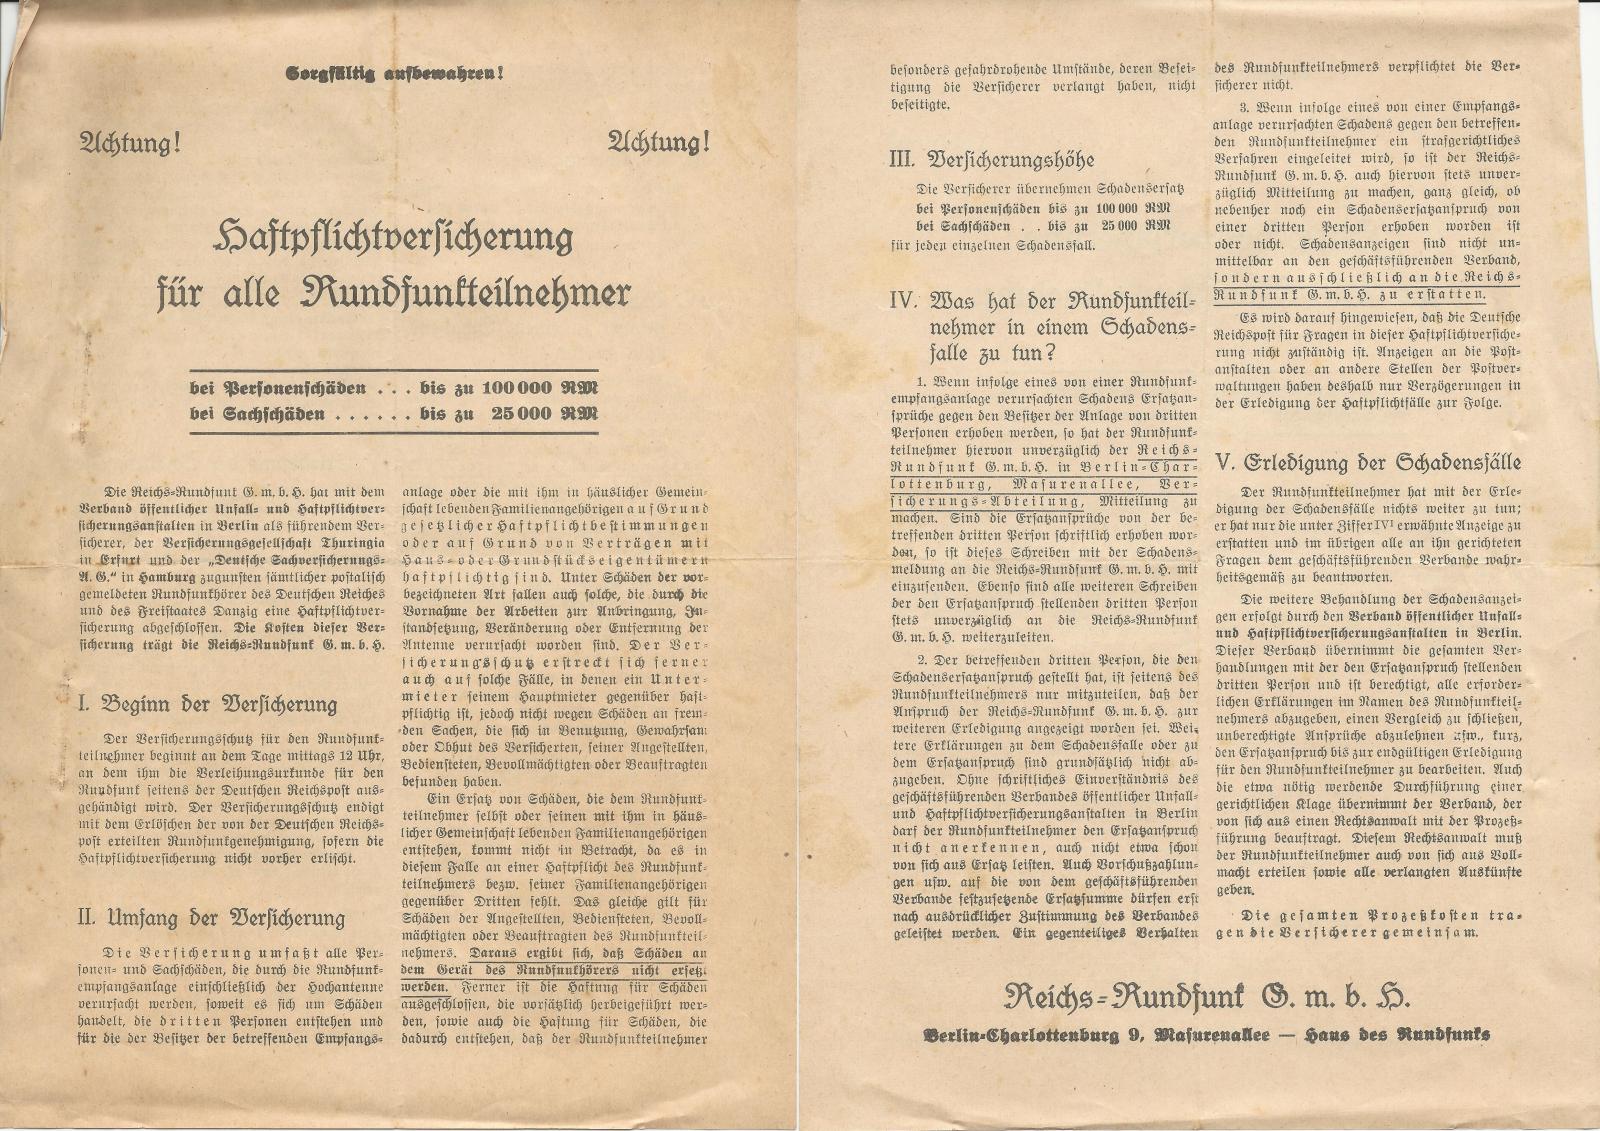 Sorgfältig aufbewahren!
Achtung! Achtung!
Haftpflichtversicherung
für alle Rundfunkteilnehmer
bei Personenschäden . . . bis zu 100 000 RM
bei Sachschäden . . . . . . bis zu 25 000 RM
Die Reichs-Rundfunk G. m. b. H. hat mit dem
Verband öffentlicher Unfall- und Haftpflichtver-
sicherungsanstalten in Berlin als führendem Ver-
sicherer, der Versicherungsgesellschaft Thuringia
in Erfurt und der „Deutsche Sachversicherungs-
A. G.“ in Hamburg zugunsten sämtlicher postalisch
gemeldeten Rundfunkhörer des Deutschen Reiches
und des Freistaates Danzig eine Haftpflichtver-
sicherung abgeschlossen. Die Kosten dieser Ver-
sicherung trägt die Reichs-Rundfunk G. m. b. H.
I. Beginn der Versicherung
Der Versicherungsschutz für den Rundfunk-
teilnehmer beginnt an dem Tage mittags 12 Uhr,
an dem ihm die Verleihungsurkunde für den
Rundfunk seitens der Deutschen Reichspost aus-
gehändigt wird. Der Versicherungsschutz endigt
mit dem Erlöschen der von der Deutschen Reichs-
post erteilten Rundfunkgenehmigung, sofern die
Haftpflichtversicherung nicht vorher erlischt.
II. Umfang der Versicherung
Die Versicherung umfaßt alle Per-
sonen- und Sachschäden, die durch die Rundfunk-
empfangsanlage einschließlich der Hochantenne
verursacht werden, soweit es sich um Schäden
handelt, die dritten Personen entstehen und
für die der Besitzer der betreffenden Empfangs-
anlage oder die mit ihm in häuslicher Gemein-
schaft lebenden Familienangehörigen auf Grund
gesetzlicher Haftpflichtbestimmungen
oder auf Grund von Verträgen mit
Haus- oder Grundstückseigentümern
haftpflichtig sind. Unter Schäden der vor-
bezeichneten Art fallen auch solche, die durch die
Vornahme der Arbeiten zur Anbringung, In-
standsetzung, Veränderung oder Entfernung der
Antenne verursacht worden sind. Der Ver-
sicherungsschutz erstreckt sich ferner
auch auf solche Fälle, in denen ein Unter-
mieter seinem Hauptmieter gegenüber haft-
pflichtig ist, jedoch nicht wegen Schäden an frem-
den Sachen, die sich in Benutzung, Gewahrsam
oder Obhut des Versicherten, seiner Angestellten,
Bediensteten, Bevollmächtigten oder Beauftragten
befunden haben.
Ein Ersatz von Schäden, die dem Rundfunk-
teilnehmer selbst oder seinen mit ihm in häus-
licher Gemeinschaft lebenden Familienangehörigen
entstehen, kommt nicht in Betracht, da es in
diesem Falle an einer Haftpflicht des Rundfunk-
teilnehmers bezw. seiner Familienangehörigen
gegenüber Dritten fehlt. Das gleiche gilt für
Schäden der Angestellten, Bediensteten, Bevoll-
mächtigten oder Beauftragten des Rundfunkteil-
nehmers. Daraus ergibt sich, daß Schäden an
dem Gerät des Rundfunkhörers nicht ersetzt
werden. Ferner ist die Haftung für Schäden
ausgeschlossen, die vorsätzlich herbeigeführt wer-
den, sowie auch die Haftung für Schäden, die
dadurch entstehen, daß der Rundfunkteilnehmer
besonders gefahrdrohende Umstände, deren Besei-
tigung die Versicherer verlangt haben, nicht
beseitigte.
III. Versicherungshöhe
Die Versicherer übernehmen Schadensersatz
bei Personenschäden bis zu 100 000 RM
bei Sachschäden . . bis zu 25 000 RM
für jeden einzelnen Schadensfall.
IV. Was hat der Rundfunkteil-
nehmer in einem Schadens-
falle zu tun?
1. Wenn infolge eines von einer Rundfunk-
empfangsanlage verursachten Schadens Ersatzan-
sprüche gegen den Besitzer der Anlage von dritten
Personen erhoben werden, so hat der Rundfunk-
teilnehmer hiervon unverzüglich der Reichs-
Rundfunk G. m. b. H. in Berlin-Char-
lottenburg, Masurenallee, Ver-
sicherungs-Abteilung, Mitteilung zu
machen. Sind die Ersatzansprüche von der be-
treffenden dritten Person schriftlich erhoben wor-
den, so ist dieses Schreiben mit der Schadens-
meldung an die Reichs-Rundfunk G. m. b. H. mit
einzusenden. Ebenso sind alle weiteren Schreiben
der den Ersatzanspruch stellenden dritten Person
stets unverzüglich an die Reichs-Rundfunk
G. m. b. H. weiterzuleiten.
2. Der betreffenden dritten Person, die den
Schadensersatzanspruch gestellt hat, ist seitens des
Rundfunkteilnehmers nur mitzuteilen, daß der
Anspruch der Reichs-Rundfunk G. m. b. H. zur
weiteren Erledigung angezeigt worden sei. Wei-
tere Erklärungen zu dem Schadensfalle oder zu
dem Ersatzanspruch sind grundsätzlich nicht ab-
zugeben. Ohne schriftliches Einverständnis des
geschäftsführenden Verbandes öffentlicher Unfall-
und Haftpflichtversicherungsanstalten in Berlin
darf der Rundfunkteilnehmer den Ersatzanspruch
nicht anerkennen, auch nicht etwa schon
von sich aus Ersatz leisten. Auch Vorschußzahlun-
gen usw. auf die von dem geschäftsführenden
Verbande festzusetzende Ersatzsumme dürfen erst
nach ausdrücklicher Zustimmung des Verbandes
geleistet werden. Ein gegenteiliges Verhalten
des Rundfunkteilnehmers verpflichtet die Ver-
sicherer nicht.
3. Wenn infolge eines von einer Empfangs-
anlage verursachten Schadens gegen den betreffen-
den Rundfunkteilnehmer ein strafgerichtliches
Verfahren eingeleitet wird, so ist der Reichs-
Rundfunk G. m. b. H. auch hiervon stets unver-
züglich Mitteilung zu machen, ganz gleich, ob
nebenher noch ein Schadensersatzanspruch von
einer dritten Person erhoben worden ist
oder nicht. Schadensanzeigen sind nicht un-
mittelbar an den geschäftsführenden Verband,
sondern ausschließlich an die Reichs-
Rundfunk G. m. b. H. zu erstatten.
Es wird darauf hingewiesen, daß die Deutsche
Reichspost für Fragen in dieser Haftpflichtversiche-
rung nicht zuständig ist. Anzeigen an die Post-
anstalten oder an andere Stellen der Postver-
waltungen haben deshalb nur Verzögerungen in
der Erledigung der Haftpflichtfälle zur Folge.
V. Erledigung der Schadensfälle
Der Rundfunkteilnehmer hat mit der Erle-
digung der Schadensfälle nichts weiter zu tun;
er hat nur die unter Ziffer IV¹ erwähnte Anzeige zu
erstatten und im übrigen alle an ihn gerichteten
Fragen dem geschäftsführenden Verbande wahr-
heitsgemäß zu beantworten.
Die weitere Behandlung der Schadensanzei-
gen erfolgt durch den Verband öffentlicher Unfall-
und Haftpflichtversicherungsanstalten in Berlin.
Dieser Verband übernimmt die gesamten Ver-
handlungen mit der den Ersatzanspruch stellenden
dritten Person und ist berechtigt, alle erforder-
lichen Erklärungen im Namen des Rundfunkteil-
nehmers abzugeben, einen Vergleich zu schließen,
unberechtigte Ansprüche abzulehnen usw., kurz,
den Ersatzanspruch bis zur endgültigen Erledigung
für den Rundfunkteilnehmer zu bearbeiten. Auch
die etwa nötig werdende Durchführung einer
gerichtlichen Klage übernimmt der Verband, der
von sich aus einen Rechtsanwalt mit der Prozeß-
führung beauftragt. Diesem Rechtsanwalt muß
der Rundfunkteilnehmer auch von sich aus Voll-
macht erteilen sowie alle verlangten Auskünfte
geben.
Die gesamten Prozeßkosten tra-
gen die Versicherer gemeinsam.
Reichs-Rundfunk G. m. b. H.
Berlin-Charlottenburg 9, Masurenallee — Haus des Rundfunks